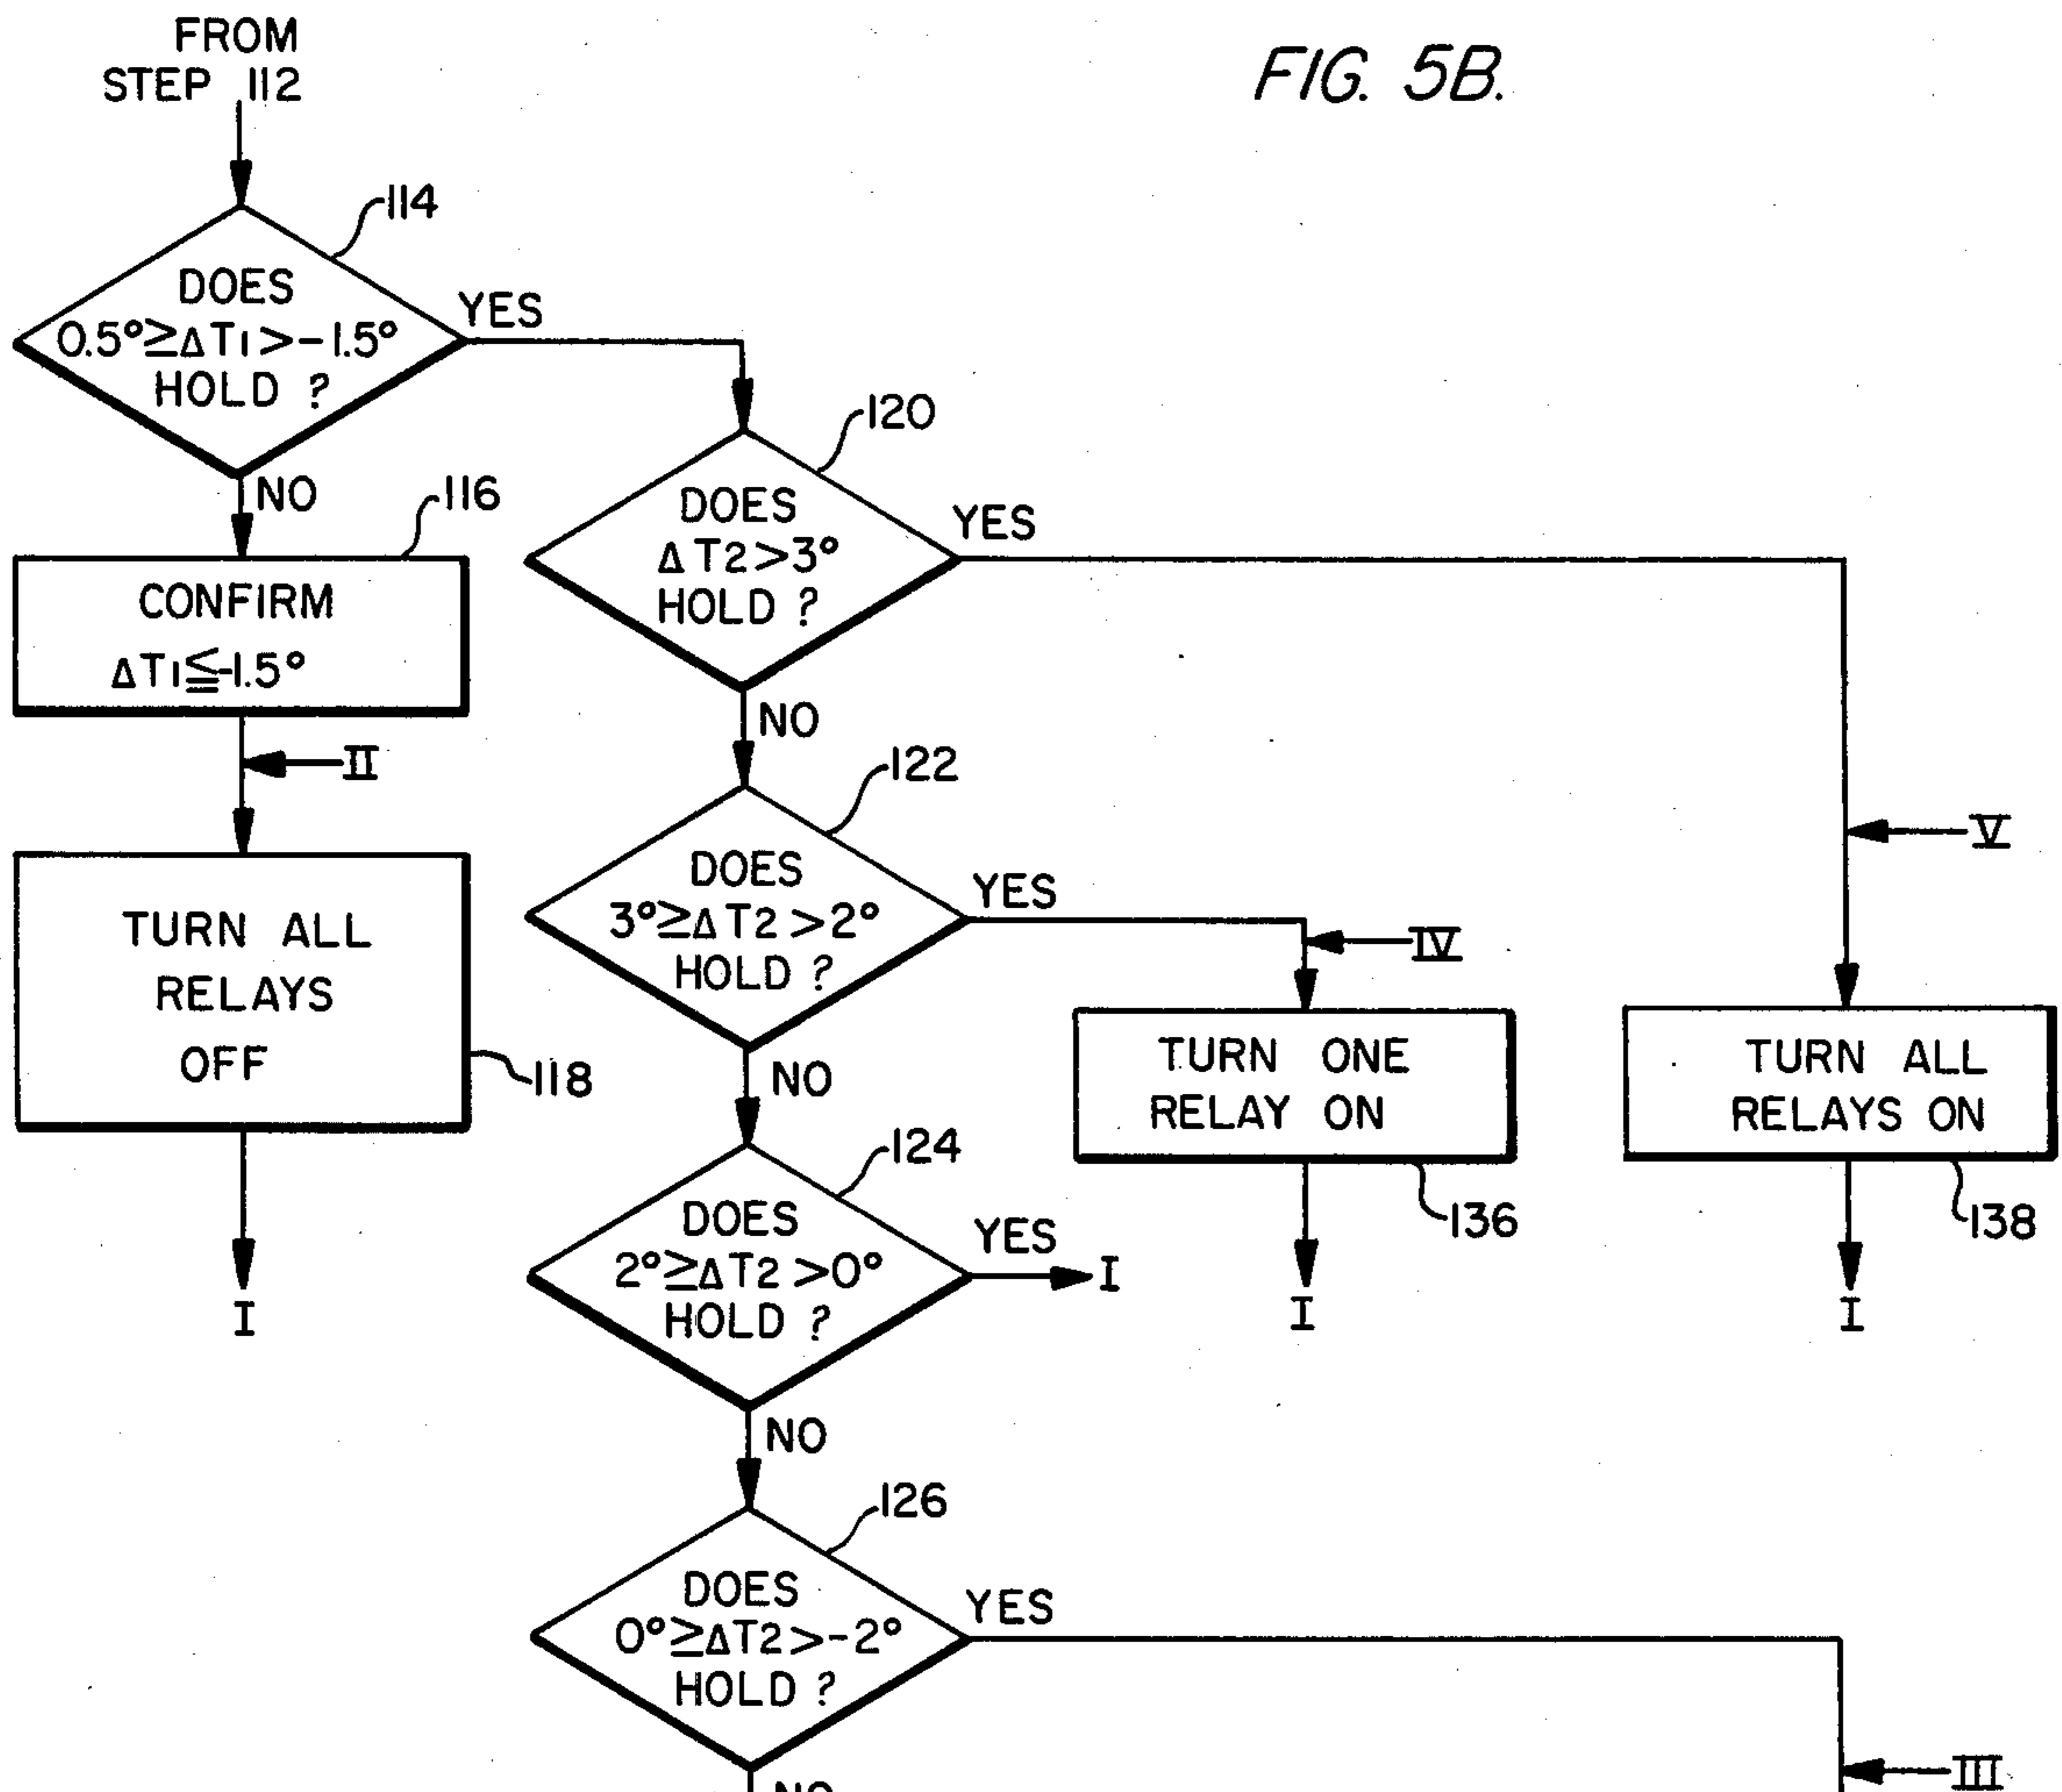 FROM
STEP 112
FIG. 5B.
114
DOES
0.5°≥ΔT1>-1.5°
HOLD ?
YES
NO
116
CONFIRM
ΔT1≦-1.5°
II
TURN ALL
RELAYS
OFF
118
I
120
DOES
ΔT2>3°
HOLD ?
YES
NO
122
DOES
3°≥ΔT2>2°
HOLD ?
YES
NO
IV
TURN ONE
RELAY ON
136
I
V
TURN ALL
RELAYS ON
138
I
124
DOES
2°≥ΔT2>0°
HOLD ?
YES
I
NO
126
DOES
0°≥ΔT2>-2°
HOLD ?
YES
III
NO